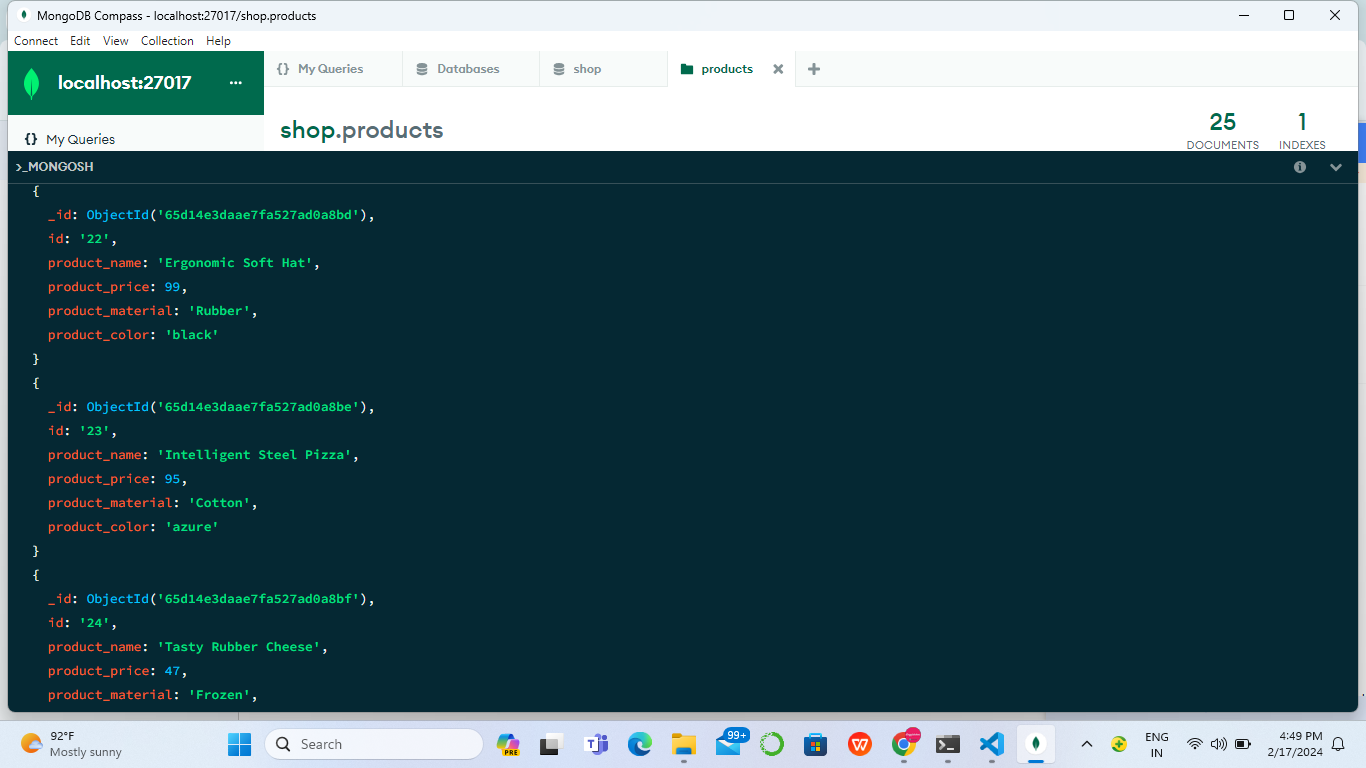 MongoDB Compass - localhost:27017/shop.products
Connect Edit View Collection Help
localhost:27017 ...
{} My Queries
Databases
shop
products
{} My Queries
shop.products
25
DOCUMENTS
1
INDEXES
>_MONGOSH
{
_id: ObjectId('65d14e3daae7fa527ad0a8bd'),
id: '22',
product_name: 'Ergonomic Soft Hat',
product_price: 99,
product_material: 'Rubber',
product_color: 'black'
}
{
_id: ObjectId('65d14e3daae7fa527ad0a8be'),
id: '23',
product_name: 'Intelligent Steel Pizza',
product_price: 95,
product_material: 'Cotton',
product_color: 'azure'
}
{
_id: ObjectId('65d14e3daae7fa527ad0a8bf'),
id: '24',
product_name: 'Tasty Rubber Cheese',
product_price: 47,
product_material: 'Frozen',
92°F
Mostly sunny
Search
PRE
99+
ENG
IN
4:49 PM
2/17/2024